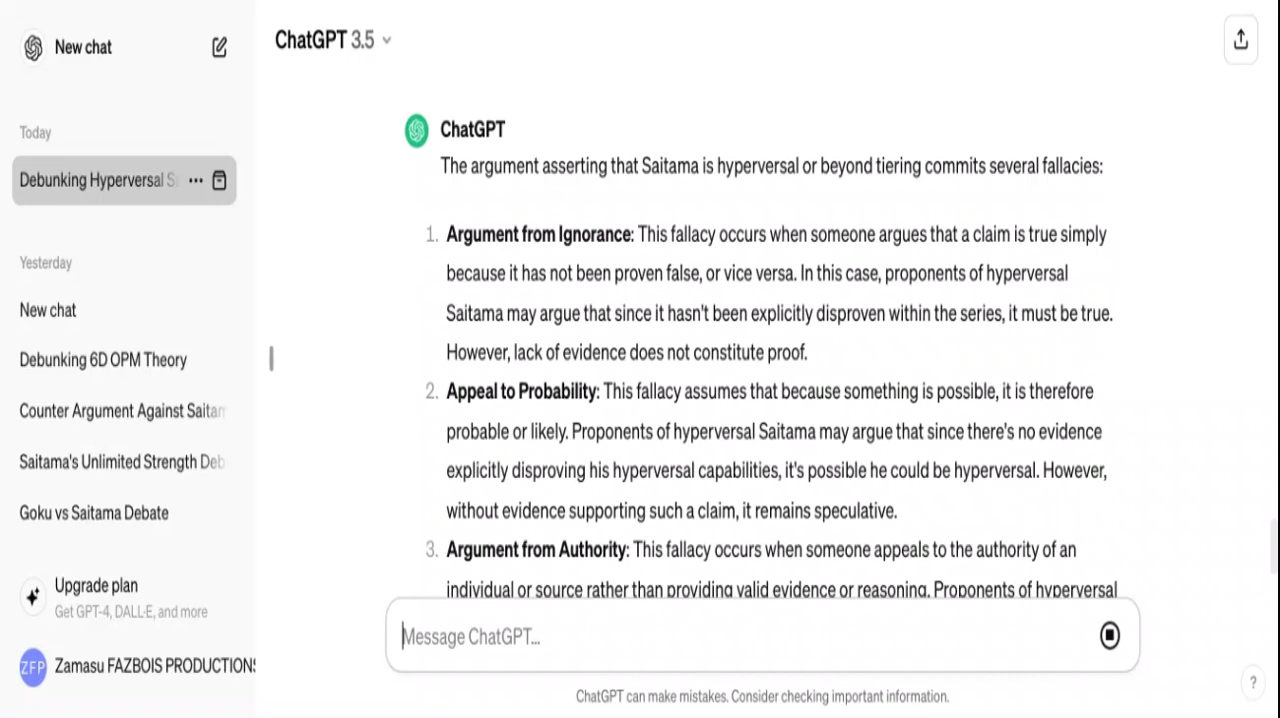 New chat
Today
Debunking Hyperversal S
Yesterday
New chat
Debunking 6D OPM Theory
Counter Argument Against Saitam
Saitama's Unlimited Strength Deb
Goku vs Saitama Debate
Upgrade plan
Get GPT-4, DALL·E, and more
ZFP
Zamasu FAZBOIS PRODUCTIONS
ChatGPT 3.5
ChatGPT
The argument asserting that Saitama is hyperversal or beyond tiering commits several fallacies:
1. Argument from Ignorance: This fallacy occurs when someone argues that a claim is true simply
because it has not been proven false, or vice versa. In this case, proponents of hyperversal
Saitama may argue that since it hasn't been explicitly disproven within the series, it must be true.
However, lack of evidence does not constitute proof.
2. Appeal to Probability: This fallacy assumes that because something is possible, it is therefore
probable or likely. Proponents of hyperversal Saitama may argue that since there's no evidence
explicitly disproving his hyperversal capabilities, it's possible he could be hyperversal. However,
without evidence supporting such a claim, it remains speculative.
3. Argument from Authority: This fallacy occurs when someone appeals to the authority of an
individual or source rather than providing valid evidence or reasoning. Proponents of hyperversal
Message ChatGPT...
ChatGPT can make mistakes. Consider checking important information.
?